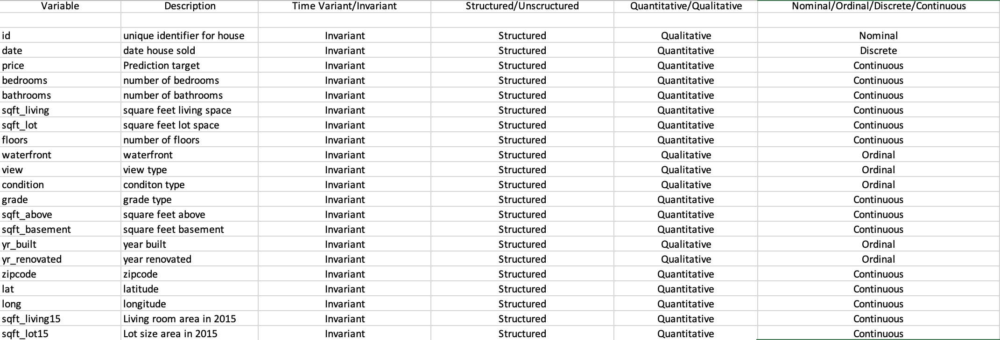 Variable Description Time Variant/Invariant Structured/Unscructured Quantitative/Qualitative Nominal/Ordinal/Discrete/Continuous
id unique identifier for house Invariant Structured Qualitative Nominal
date date house sold Invariant Structured Quantitative Discrete
price Prediction target Invariant Structured Quantitative Continuous
bedrooms number of bedrooms Invariant Structured Quantitative Continuous
bathrooms number of bathrooms Invariant Structured Quantitative Continuous
sqft_living square feet living space Invariant Structured Quantitative Continuous
sqft_lot square feet lot space Invariant Structured Quantitative Continuous
floors number of floors Invariant Structured Quantitative Continuous
waterfront waterfront Invariant Structured Qualitative Ordinal
view view type Invariant Structured Qualitative Ordinal
condition conditon type Invariant Structured Qualitative Ordinal
grade grade type Invariant Structured Quantitative Continuous
sqft_above square feet above Invariant Structured Quantitative Continuous
sqft_basement square feet basement Invariant Structured Quantitative Continuous
yr_built year built Invariant Structured Qualitative Ordinal
yr_renovated year renovated Invariant Structured Qualitative Ordinal
zipcode zipcode Invariant Structured Quantitative Continuous
lat latitude Invariant Structured Quantitative Continuous
long longitude Invariant Structured Quantitative Continuous
sqft_living15 Living room area in 2015 Invariant Structured Quantitative Continuous
sqft_lot15 Lot size area in 2015 Invariant Structured Quantitative Continuous